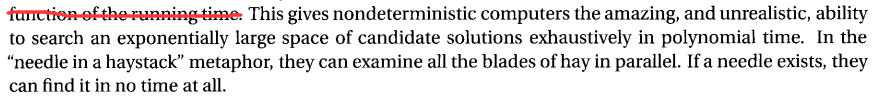 function of the running time. This gives nondeterministic computers the amazing, and unrealistic, ability
to search an exponentially large space of candidate solutions exhaustively in polynomial time. In the
“needle in a haystack” metaphor, they can examine all the blades of hay in parallel. If a needle exists, they
can find it in no time at all.